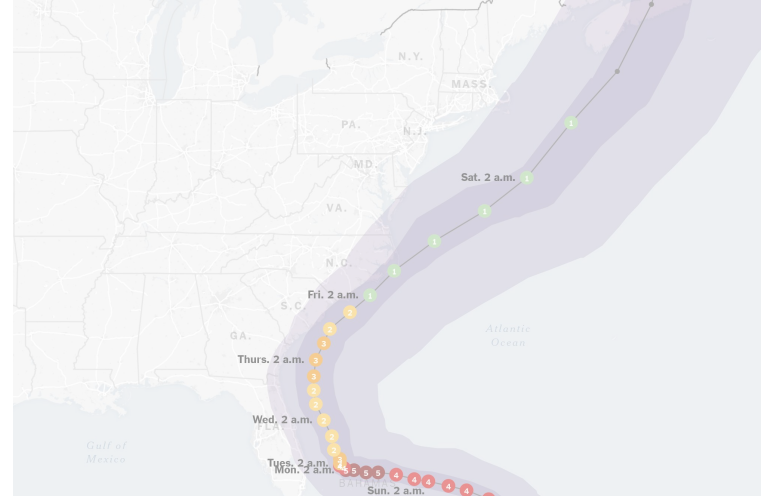 N.Y.
MASS.
PA.
N.J.
MD.
1
Sat. 2 a.m.
1
VA.
1
1
N.C.
1
Fri. 2 a.m.
1
S.C.
2
2
Atlantic
Ocean
GA.
3
Thurs. 2 a.m.
3
3
2
2
Wed. 2 a.m.
2
FLA.
2
Gulf of
Mexico
2
Tues. 2 a.m.
Mon. 2 a.m.
5
5
5
5
4
4
4
4
4
Sun. 2 a.m.